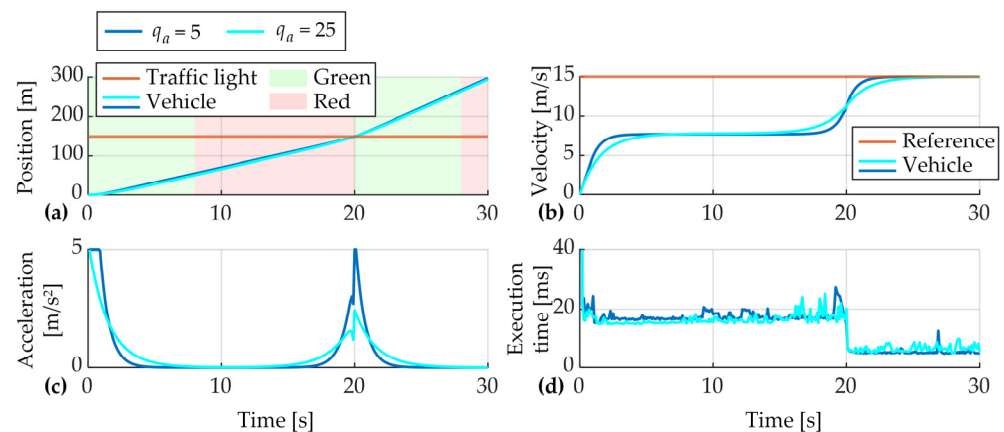 q_a = 5 q_a = 25
Traffic light Green
Vehicle Red
Position [m]
300
200
100
0
0 10 20 30
(a)
Velocity [m/s]
15
10
5
0
0 10 20 30
(b)
Reference
Vehicle
Acceleration
[m/s²]
5
0
0 10 20 30
(c)
Time [s]
Execution
time [ms]
40
20
0
0 10 20 30
(d)
Time [s]